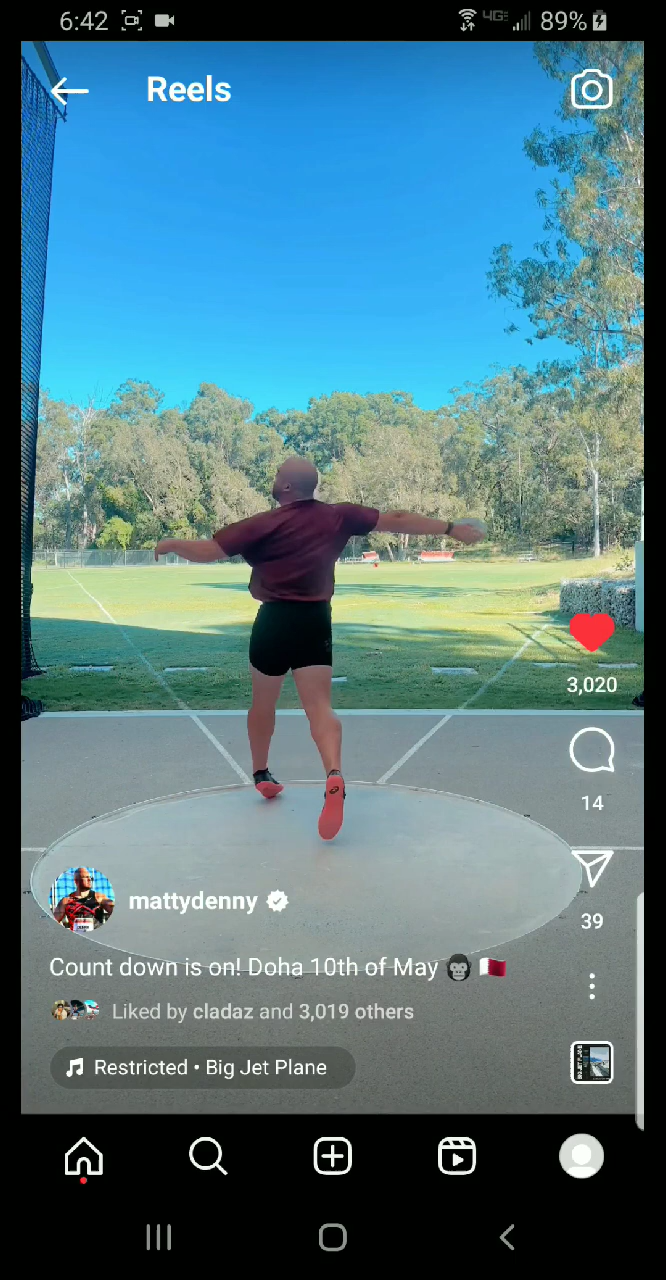 6:42 4GE 89%
Reels
3,020
14
mattydenny
39
Count down is on! Doha 10th of May 🦍 🇶🇦
Liked by cladaz and 3,019 others
Restricted • Big Jet Plane